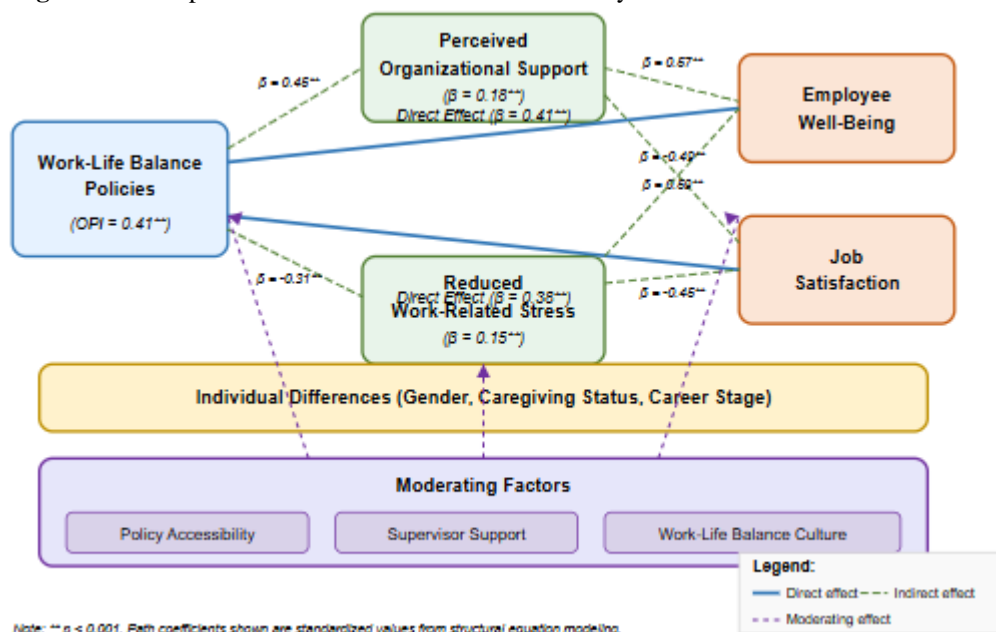 Perceived
Organizational Support
(β = 0.18**)
Direct Effect (β = 0.41**)
β = 0.45**
β = 0.57**
Employee
Well-Being
Work-Life Balance
Policies
(OPI = 0.41**)
β = -0.49**
Job
Satisfaction
β = -0.31**
Reduced
Direct Effect (β = 0.38**)
Work-Related Stress
(β = 0.15**)
β = -0.45**
Individual Differences (Gender, Caregiving Status, Career Stage)
Moderating Factors
Policy Accessibility
Supervisor Support
Work-Life Balance Culture
Legend:
Direct effect
Indirect effect
Moderating effect
Note: ** p < 0.001. Path coefficients shown are standardized values from structural equation modeling.